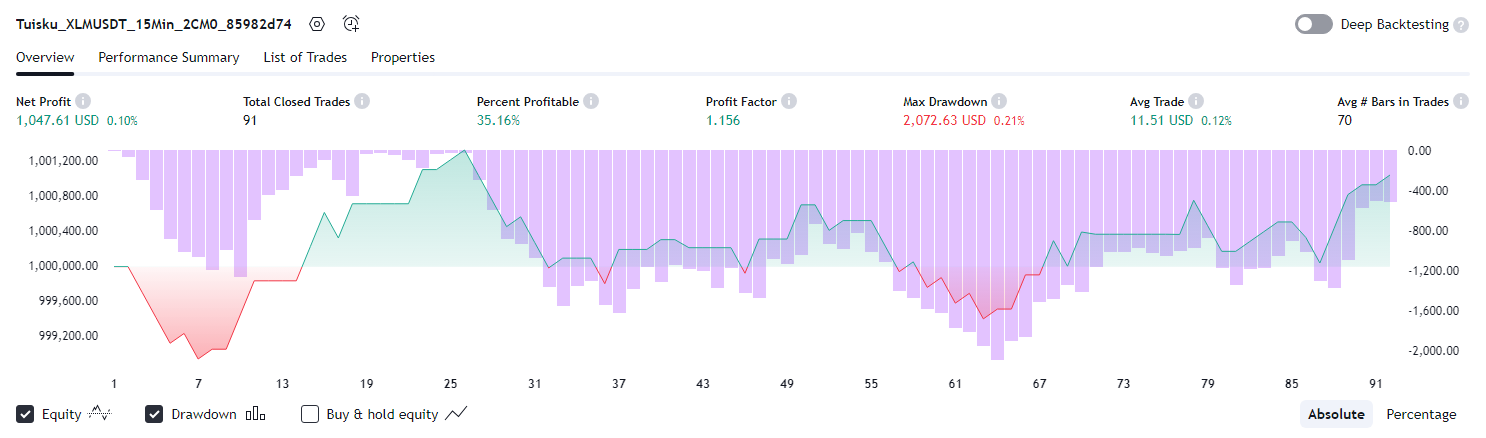 Tuisku_XLMUSDT_15Min_2CM0_85982d74
Deep Backtesting ?
Overview Performance Summary List of Trades Properties
Net Profit Total Closed Trades Percent Profitable Profit Factor Max Drawdown Avg Trade Avg # Bars in Trades
1,047.61 USD 0.10% 91 35.16% 1.156 2,072.63 USD 0.21% 11.51 USD 0.12% 70
1,001,200.00 0.00
1,000,800.00 -400.00
1,000,400.00 -800.00
1,000,000.00 -1,200.00
999,600.00 -1,600.00
999,200.00 -2,000.00
1 7 13 19 25 31 37 43 49 55 61 67 73 79 85 91
Equity Drawdown Buy & hold equity Absolute Percentage